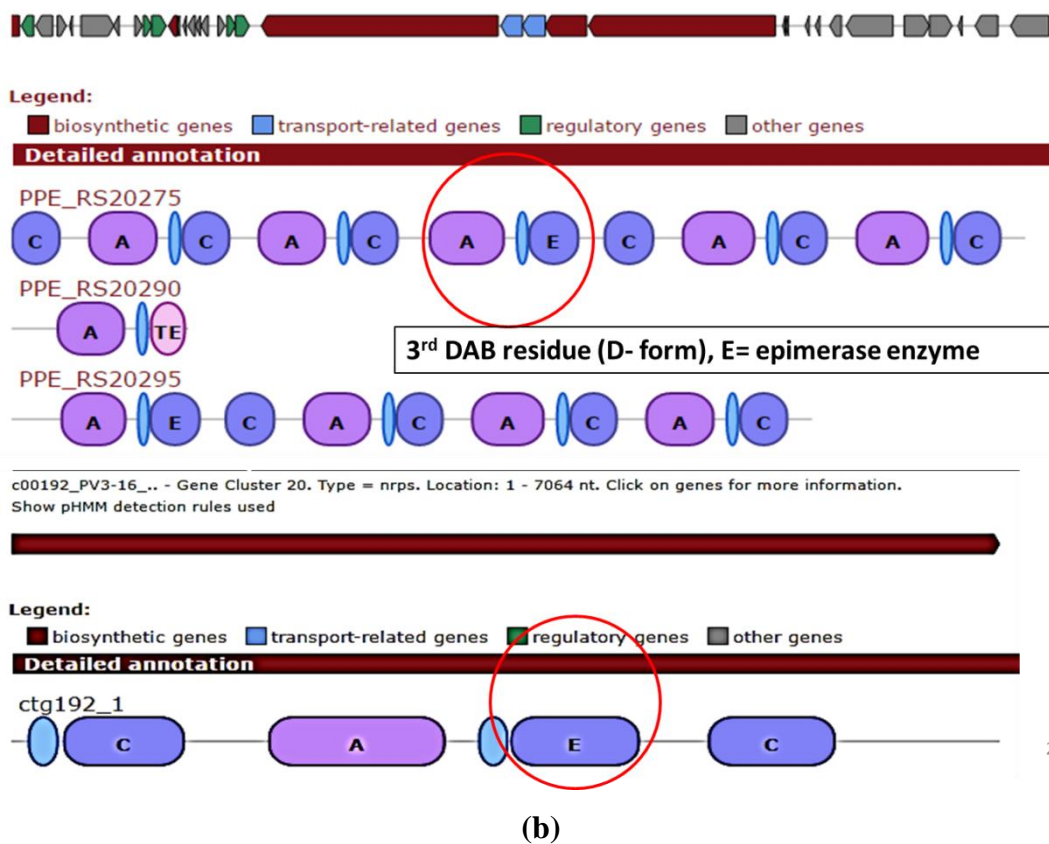 Legend:
biosynthetic genes transport-related genes regulatory genes other genes
Detailed annotation
PPE_RS20275
C A C A C A E C A C A C
PPE_RS20290
A TE
3rd DAB residue (D- form), E= epimerase enzyme
PPE_RS20295
A E C A C A C A C
c00192_PV3-16_.. - Gene Cluster 20. Type = nrps. Location: 1 - 7064 nt. Click on genes for more information.
Show pHMM detection rules used
Legend:
biosynthetic genes transport-related genes regulatory genes other genes
Detailed annotation
ctg192_1
C A E C
(b)